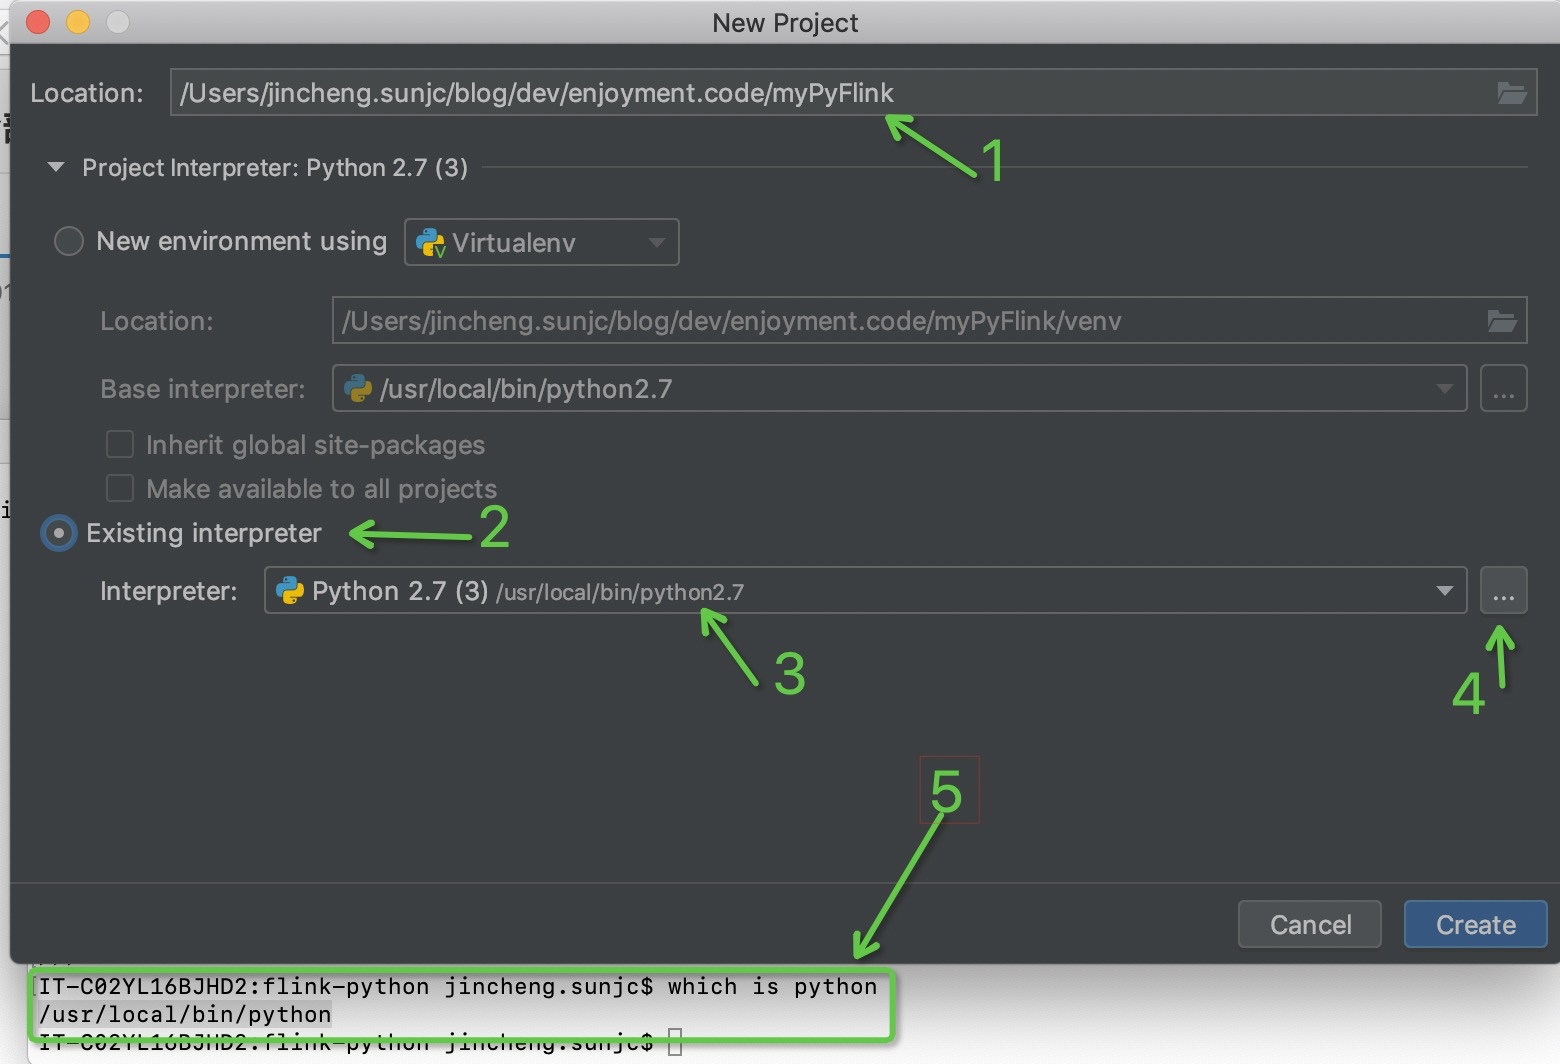 New Project
Location: /Users/jincheng.sunjc/blog/dev/enjoyment.code/myPyFlink
1
Project Interpreter: Python 2.7 (3)
New environment using Virtualenv
Location: /Users/jincheng.sunjc/blog/dev/enjoyment.code/myPyFlink/venv
Base interpreter: /usr/local/bin/python2.7 ...
Inherit global site-packages
Make available to all projects
Existing interpreter 2
Interpreter: Python 2.7 (3) /usr/local/bin/python2.7 ...
3
4
5
Cancel Create
IT-C02YL16BJHD2:flink-python jincheng.sunjc$ which is python
/usr/local/bin/python
IT-C02YL16BJHD2:flink-python jincheng.sunjc$